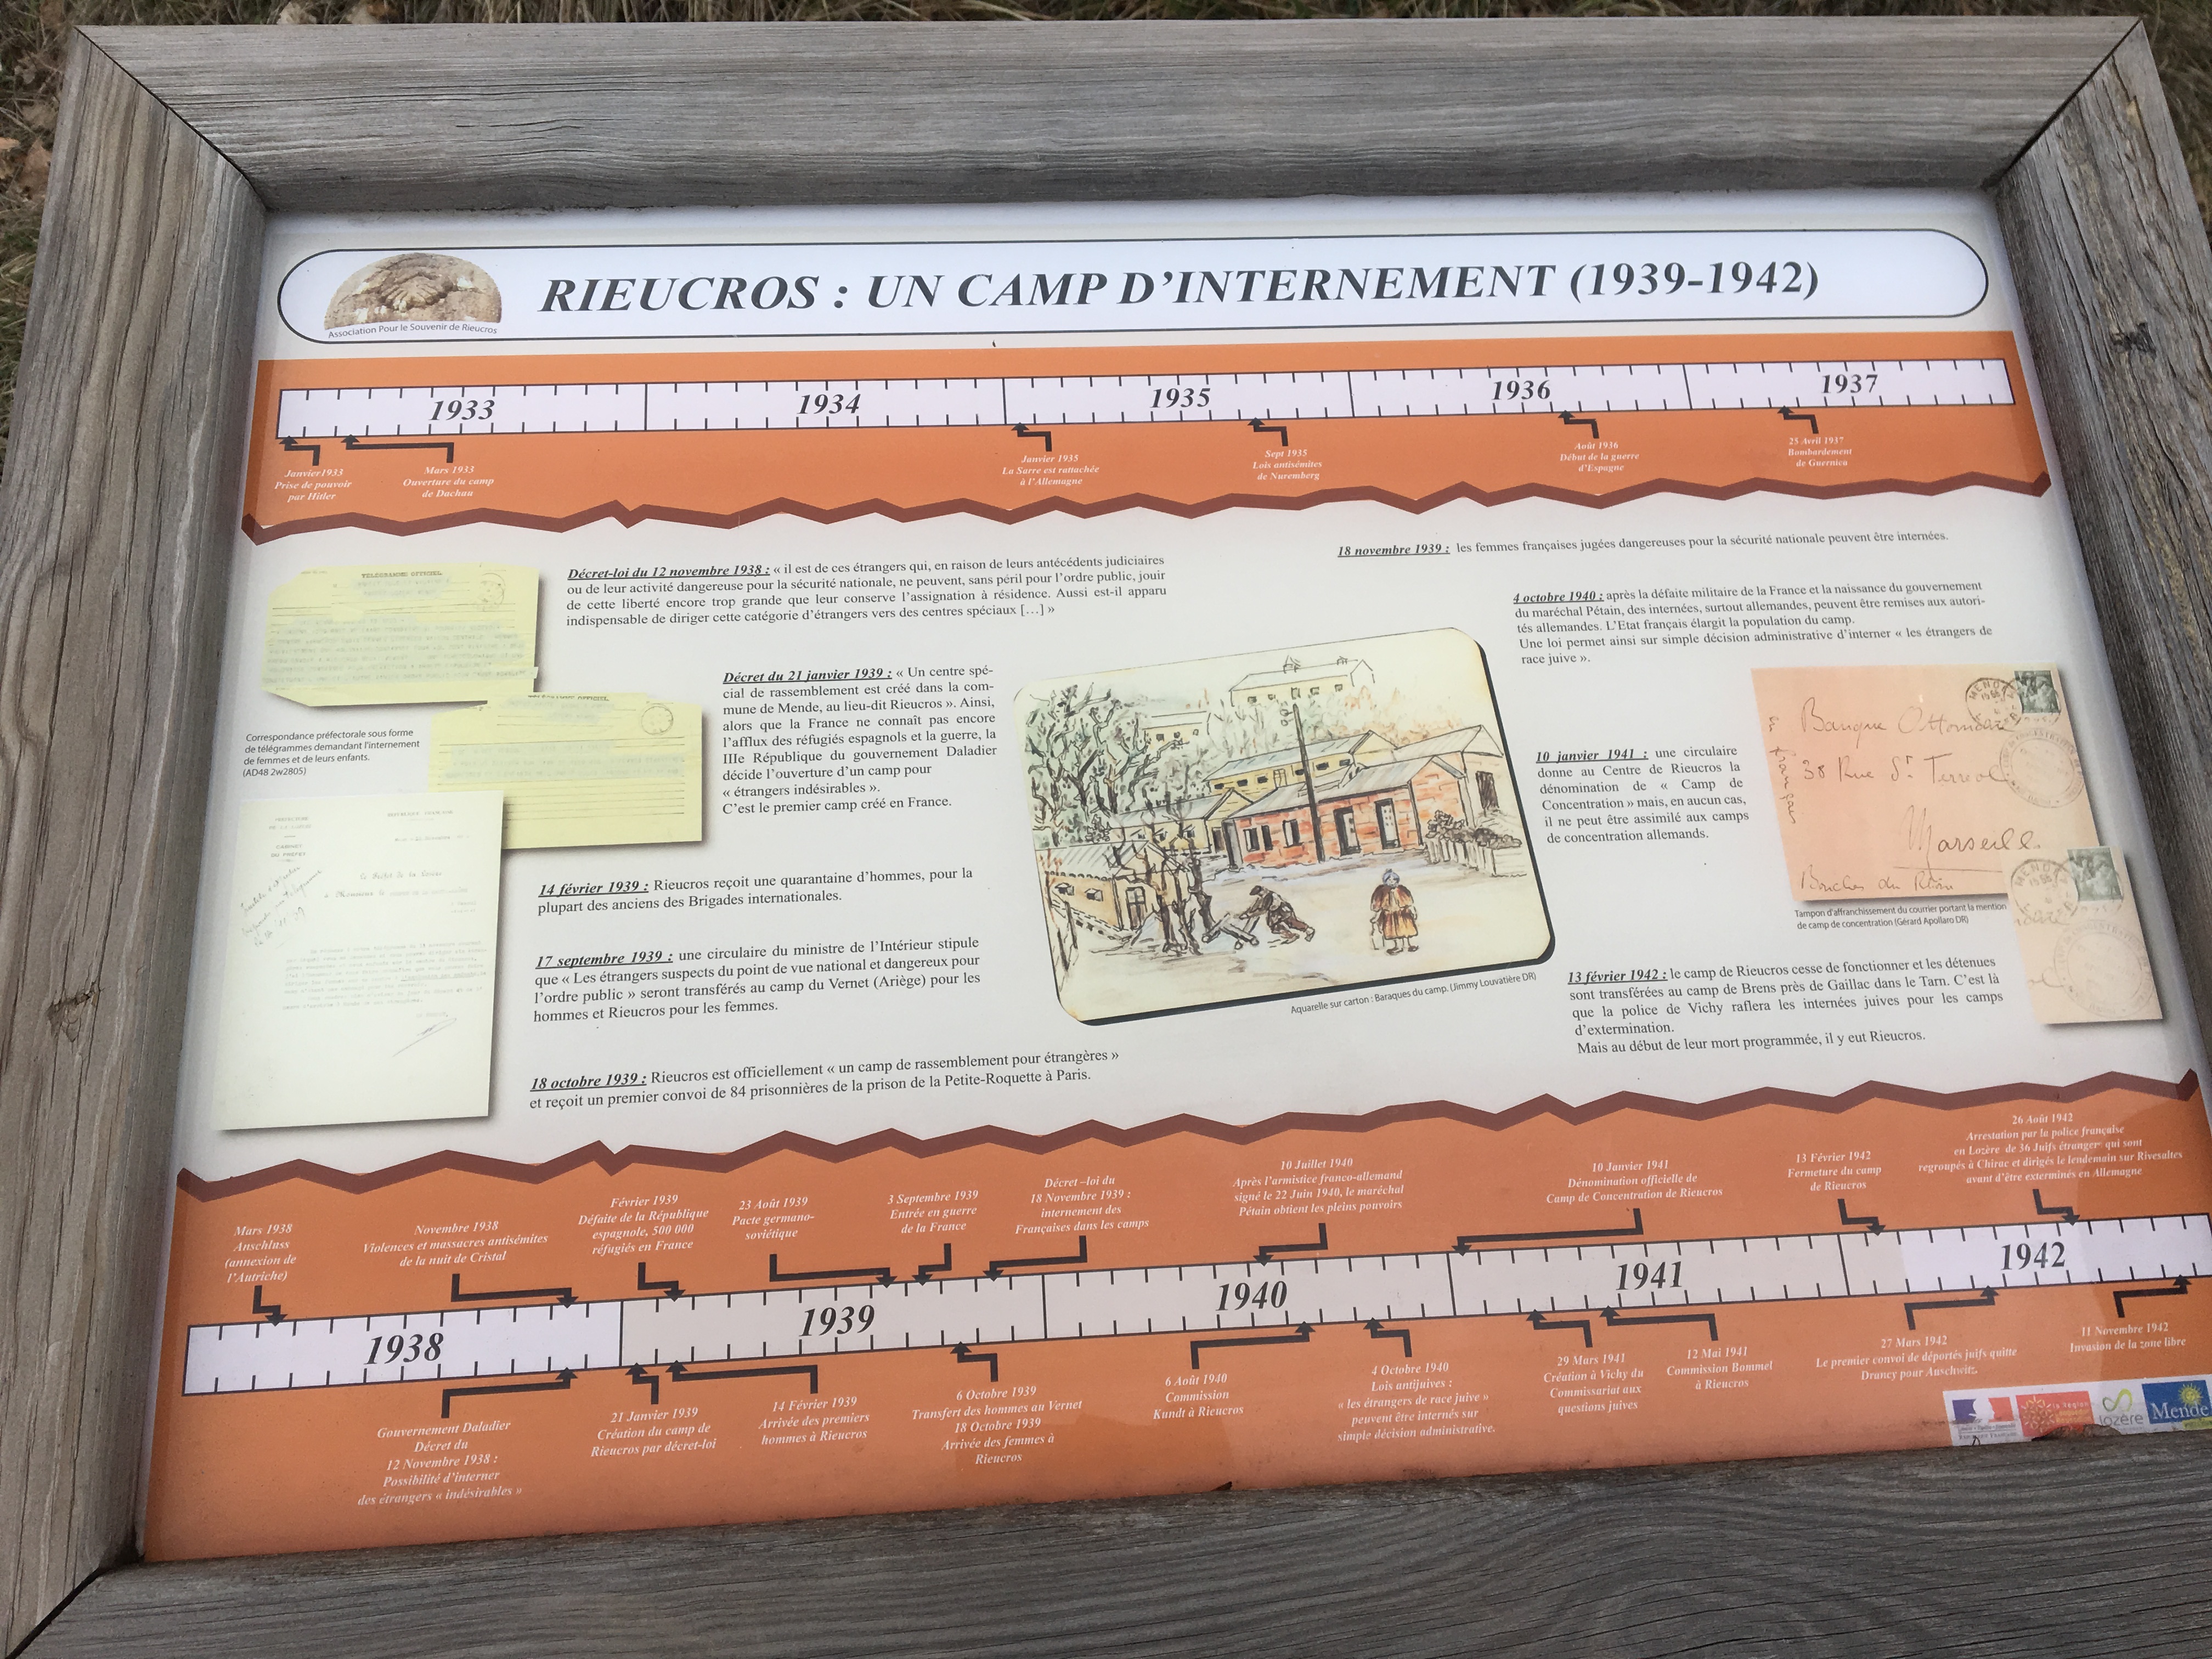 RIEUCROS : UN CAMP D'INTERNEMENT (1939-1942)
Association Pour le Souvenir de Rieucros
1933
1934
1935
1936
1937
Janvier 1933
Prise de pouvoir
par Hitler
Mars 1933
Ouverture du camp
de Dachau
Janvier 1935
La Sarre est rattachée
à l'Allemagne
Sept 1935
Lois antisémites
de Nuremberg
Août 1936
Début de la guerre
d'Espagne
25 Avril 1937
Bombardement
de Guernica
TÉLÉGRAMME OFFICIEL
Correspondance préfectorale sous forme
de télégrammes demandant l'internement
de femmes et de leurs enfants.
(AD48 2w2805)
CABINET
DU PREFET
Décret-loi du 12 novembre 1938 : « il est de ces étrangers qui, en raison de leurs antécédents judiciaires
ou de leur activité dangereuse pour la sécurité nationale, ne peuvent, sans péril pour l'ordre public, jouir
de cette liberté encore trop grande que leur conserve l'assignation à résidence. Aussi est-il apparu
indispensable de diriger cette catégorie d'étrangers vers des centres spéciaux […] »
Décret du 21 janvier 1939 : « Un centre spé-
cial de rassemblement est créé dans la com-
mune de Mende, au lieu-dit Rieucros ». Ainsi,
alors que la France ne connaît pas encore
l'afflux des réfugiés espagnols et la guerre, la
IIIe République du gouvernement Daladier
décide l'ouverture d'un camp pour
« étrangers indésirables ».
C'est le premier camp créé en France.
14 février 1939 : Rieucros reçoit une quarantaine d'hommes, pour la
plupart des anciens des Brigades internationales.
17 septembre 1939 : une circulaire du ministre de l'Intérieur stipule
que « Les étrangers suspects du point de vue national et dangereux pour
l'ordre public » seront transférés au camp du Vernet (Ariège) pour les
hommes et Rieucros pour les femmes.
18 octobre 1939 : Rieucros est officiellement « un camp de rassemblement pour étrangères »
et reçoit un premier convoi de 84 prisonnières de la prison de la Petite-Roquette à Paris.
Aquarelle sur carton : Baraques du camp. (Jimmy Louvatière DR)
18 novembre 1939 : les femmes françaises jugées dangereuses pour la sécurité nationale peuvent être internées.
4 octobre 1940 : après la défaite militaire de la France et la naissance du gouvernement
du maréchal Pétain, des internées, surtout allemandes, peuvent être remises aux autori-
tés allemandes. L'Etat français élargit la population du camp.
Une loi permet ainsi sur simple décision administrative d'interner « les étrangers de
race juive ».
10 janvier 1941 : une circulaire
donne au Centre de Rieucros la
dénomination de « Camp de
Concentration » mais, en aucun cas,
il ne peut être assimilé aux camps
de concentration allemands.
Banque Ottomane
38 Rue St Terreol
Marseille
Bouches du Rhône
en français
MENDE
Tampon d'affranchissement du courrier portant la mention
de camp de concentration (Gérard Apollaro DR)
13 février 1942 : le camp de Rieucros cesse de fonctionner et les détenues
sont transférées au camp de Brens près de Gaillac dans le Tarn. C'est là
que la police de Vichy raflera les internées juives pour les camps
d'extermination.
Mais au début de leur mort programmée, il y eut Rieucros.
Mars 1938
Anschluss
(annexion de
l'Autriche)
Novembre 1938
Violences et massacres antisémites
de la nuit de Cristal
Février 1939
Défaite de la République
espagnole, 500 000
réfugiés en France
23 Août 1939
Pacte germano-
soviétique
3 Septembre 1939
Entrée en guerre
de la France
Décret –loi du
18 Novembre 1939 :
internement des
Françaises dans les camps
10 Juillet 1940
Après l'armistice franco-allemand
signé le 22 Juin 1940, le maréchal
Pétain obtient les pleins pouvoirs
10 Janvier 1941
Dénomination officielle de
Camp de Concentration de Rieucros
13 Février 1942
Fermeture du camp
de Rieucros
26 Août 1942
Arrestation par la police française
en Lozère de 36 Juifs étrangers qui sont
regroupés à Chirac et dirigés le lendemain sur Rivesaltes
avant d'être exterminés en Allemagne
1938
1939
1940
1941
1942
Gouvernement Daladier
Décret du
12 Novembre 1938 :
Possibilité d'interner
des étrangers « indésirables »
21 Janvier 1939
Création du camp de
Rieucros par décret-loi
14 Février 1939
Arrivée des premiers
hommes à Rieucros
6 Octobre 1939
Transfert des hommes au Vernet
18 Octobre 1939
Arrivée des femmes à
Rieucros
6 Août 1940
Commission
Kundt à Rieucros
4 Octobre 1940
Lois antijuives :
« les étrangers de race juive »
peuvent être internés sur
simple décision administrative.
29 Mars 1941
Création à Vichy du
Commissariat aux
questions juives
12 Mai 1941
Commission Bommel
à Rieucros
27 Mars 1942
Le premier convoi de déportés juifs quitte
Drancy pour Auschwitz.
11 Novembre 1942
Invasion de la zone libre
lozère
Mende